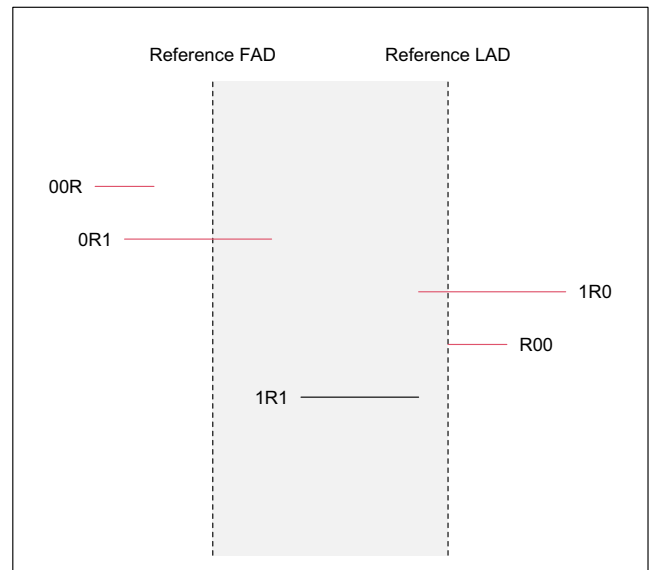 Reference FAD Reference LAD
00R
0R1
1R0
R00
1R1